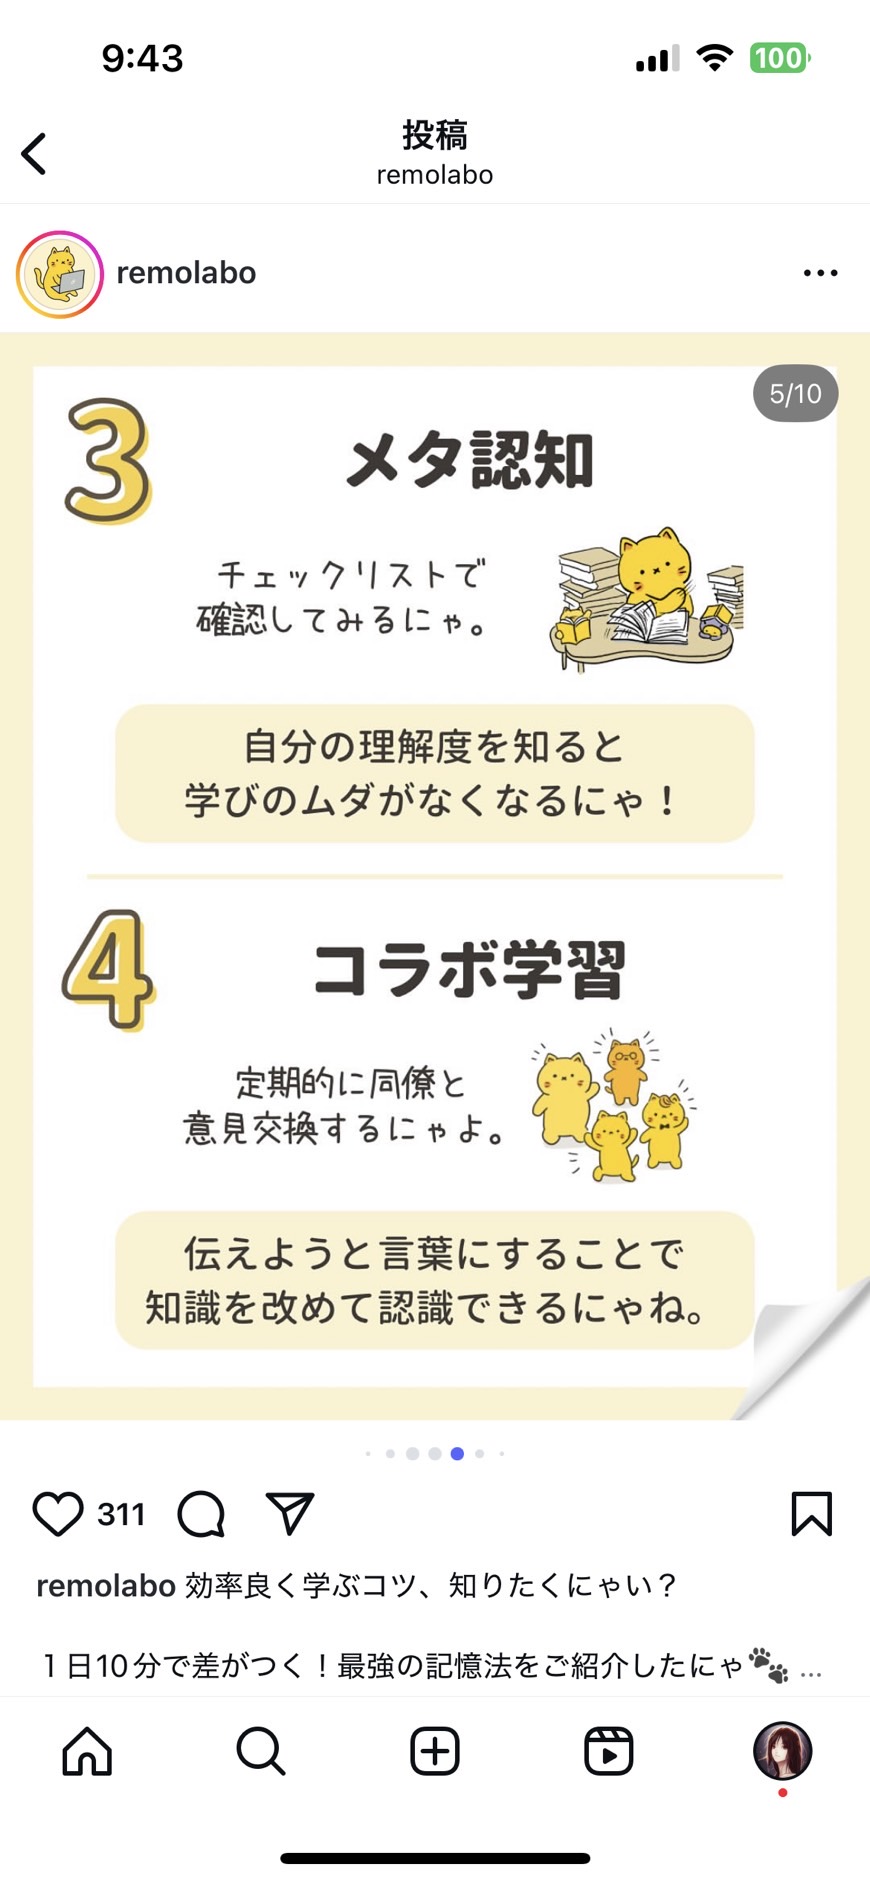 9:43
100
投稿
remolabo
remolabo
5/10
3
メタ認知
チェックリストで
確認してみるにゃ。
自分の理解度を知ると
学びのムダがなくなるにゃ！
4
コラボ学習
定期的に同僚と
意見交換するにゃよ。
伝えようと言葉にすることで
知識を改めて認識できるにゃね。
311
remolabo 効率良く学ぶコツ、知りたくにゃい？
１日10分で差がつく！最強の記憶法をご紹介したにゃ🐾 ...